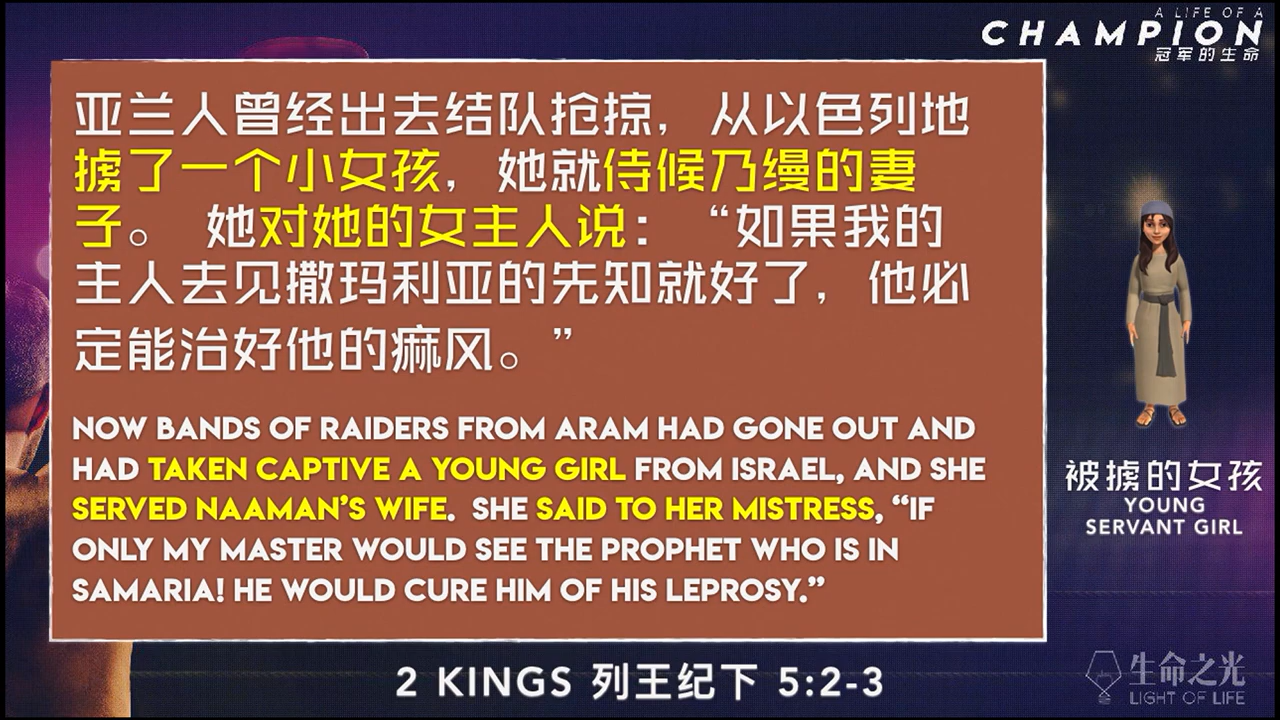 A LIFE OF A
CHAMPION
冠军的生命
亚兰人曾经出去结队抢掠，从以色列地
掳了一个小女孩，她就侍候乃缦的妻
子。 她对她的女主人说：“如果我的
主人去见撒玛利亚的先知就好了，他必
定能治好他的痲风。”
NOW BANDS OF RAIDERS FROM ARAM HAD GONE OUT AND
HAD TAKEN CAPTIVE A YOUNG GIRL FROM ISRAEL, AND SHE
SERVED NAAMAN’S WIFE. SHE SAID TO HER MISTRESS, “IF
ONLY MY MASTER WOULD SEE THE PROPHET WHO IS IN
SAMARIA! HE WOULD CURE HIM OF HIS LEPROSY.”
被掳的女孩
YOUNG
SERVANT GIRL
2 KINGS 列王纪下 5:2-3
生命之光
LIGHT OF LIFE